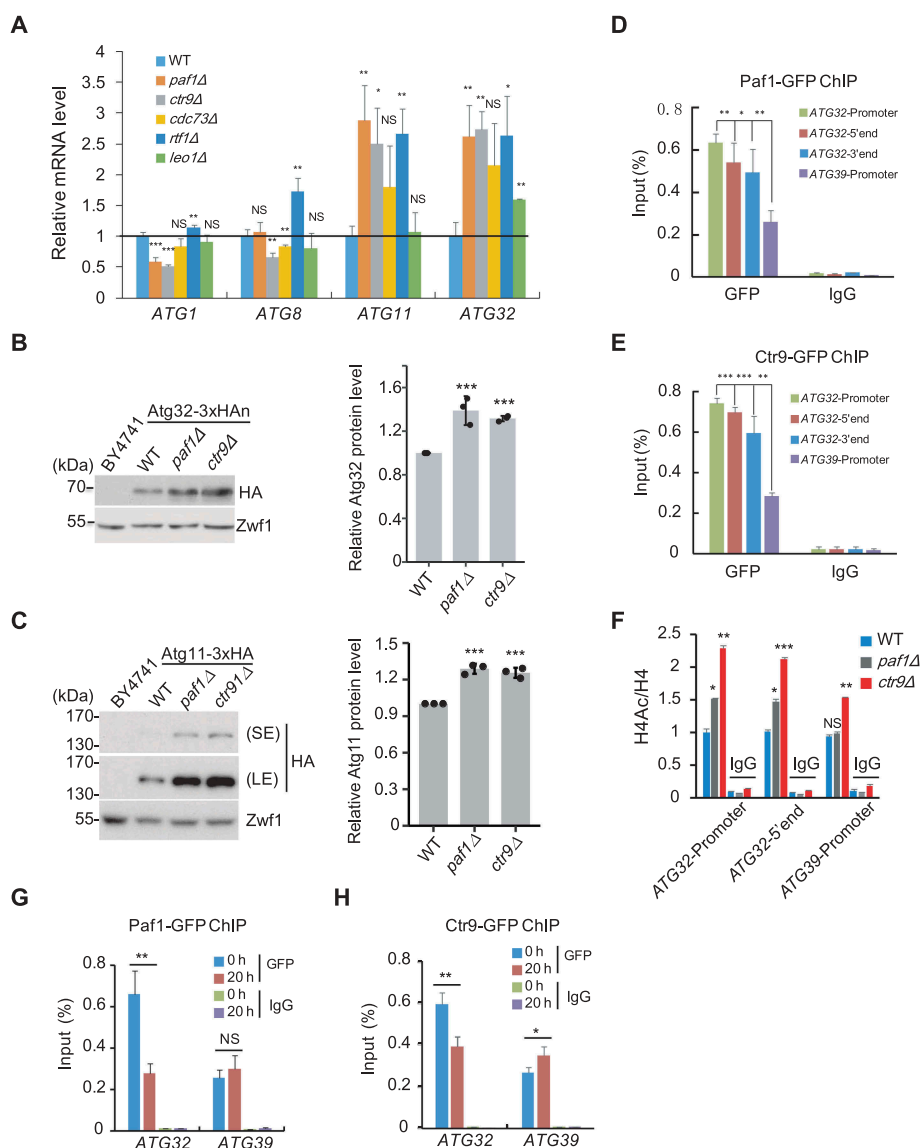 A
Relative mRNA level
4
3.5
3
2.5
2
1.5
1
0.5
0
WT
paf1Δ
ctr9Δ
cdc73Δ
rtf1Δ
leo1Δ
*** *** NS ** NS
NS ** ** ** NS
** * NS ** NS
** ** NS * **
ATG1 ATG8 ATG11 ATG32
B
Atg32-3xHAn
BY4741 WT paf1Δ ctr9Δ
(kDa)
70
HA
55
Zwf1
Relative Atg32 protein level
1.8
1.4
1.0
0.6
0.2
0
*** ***
WT paf1Δ ctr9Δ
C
Atg11-3xHA
BY4741 WT paf1Δ ctr91Δ
(kDa)
170
130
(SE)
HA
170
130
(LE)
55
Zwf1
Relative Atg11 protein level
1.5
1.2
0.9
0.6
0.3
0
*** ***
WT paf1Δ ctr9Δ
D
Paf1-GFP ChIP
Input (%)
0.8
0.6
0.4
0.2
0
** * **
ATG32-Promoter
ATG32-5'end
ATG32-3'end
ATG39-Promoter
GFP IgG
E
Ctr9-GFP ChIP
Input (%)
0.8
0.6
0.4
0.2
0
*** *** **
ATG32-Promoter
ATG32-5'end
ATG32-3'end
ATG39-Promoter
GFP IgG
F
H4Ac/H4
2.5
2
1.5
1
0.5
0
WT
paf1Δ
ctr9Δ
* ** * *** NS **
IgG IgG IgG
ATG32-Promoter ATG32-5'end ATG39-Promoter
G
Paf1-GFP ChIP
Input (%)
0.8
0.6
0.4
0.2
0
0 h
20 h
GFP
0 h
20 h
IgG
** NS
ATG32 ATG39
H
Ctr9-GFP ChIP
Input (%)
0.8
0.6
0.4
0.2
0
0 h
20 h
GFP
0 h
20 h
IgG
** *
ATG32 ATG39